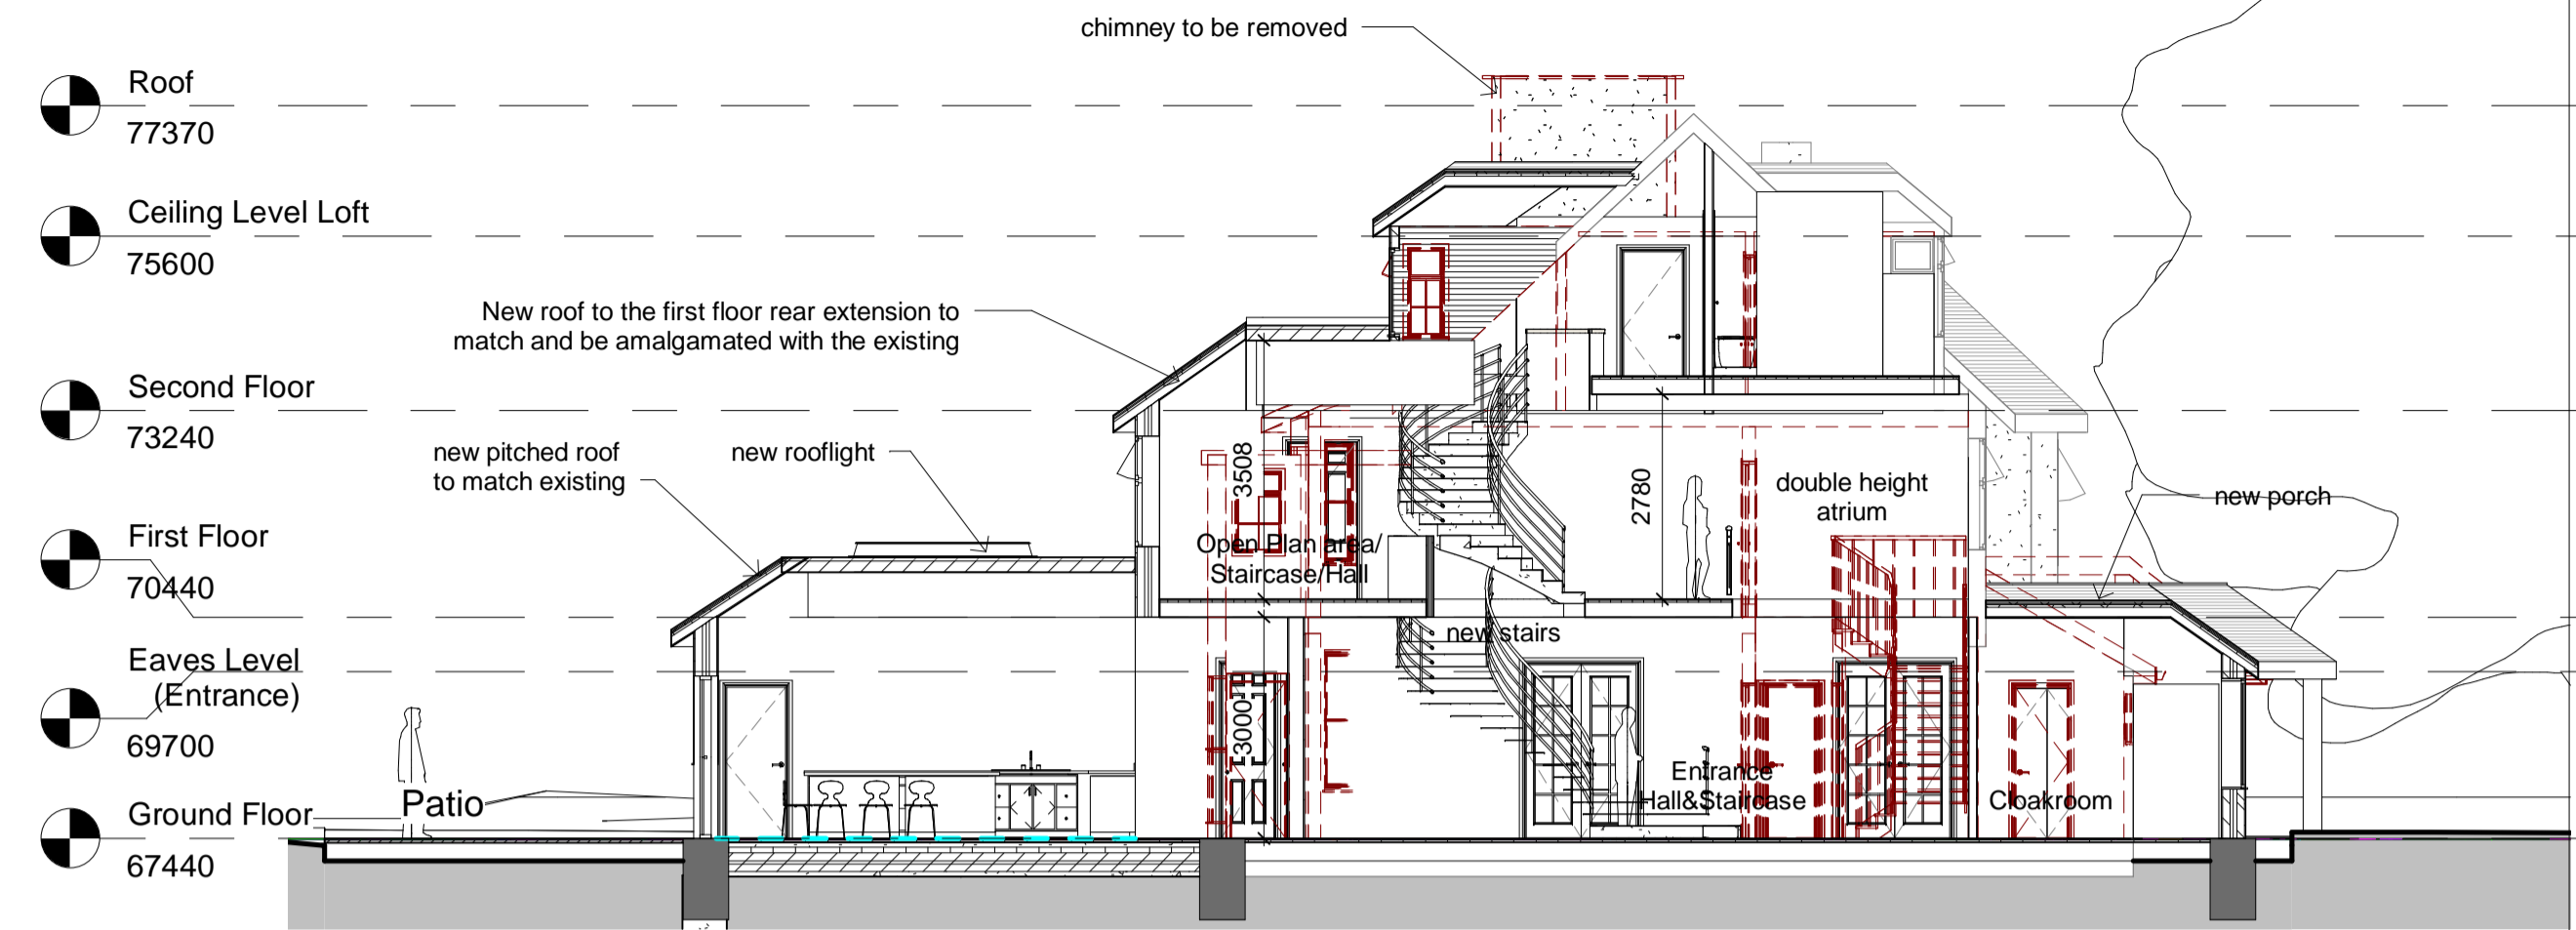 chimney to be removed
Roof
77370
Ceiling Level Loft
75600
New roof to the first floor rear extension to
match and be amalgamated with the existing
Second Floor
73240
new pitched roof
to match existing
new rooflight
3508
2780
double height
atrium
new porch
First Floor
70440
Open Plan area/
Staircase/Hall
new stairs
Eaves Level
(Entrance)
69700
3000
Entrance
Hall&Staircase
Cloakroom
Patio
Ground Floor
67440